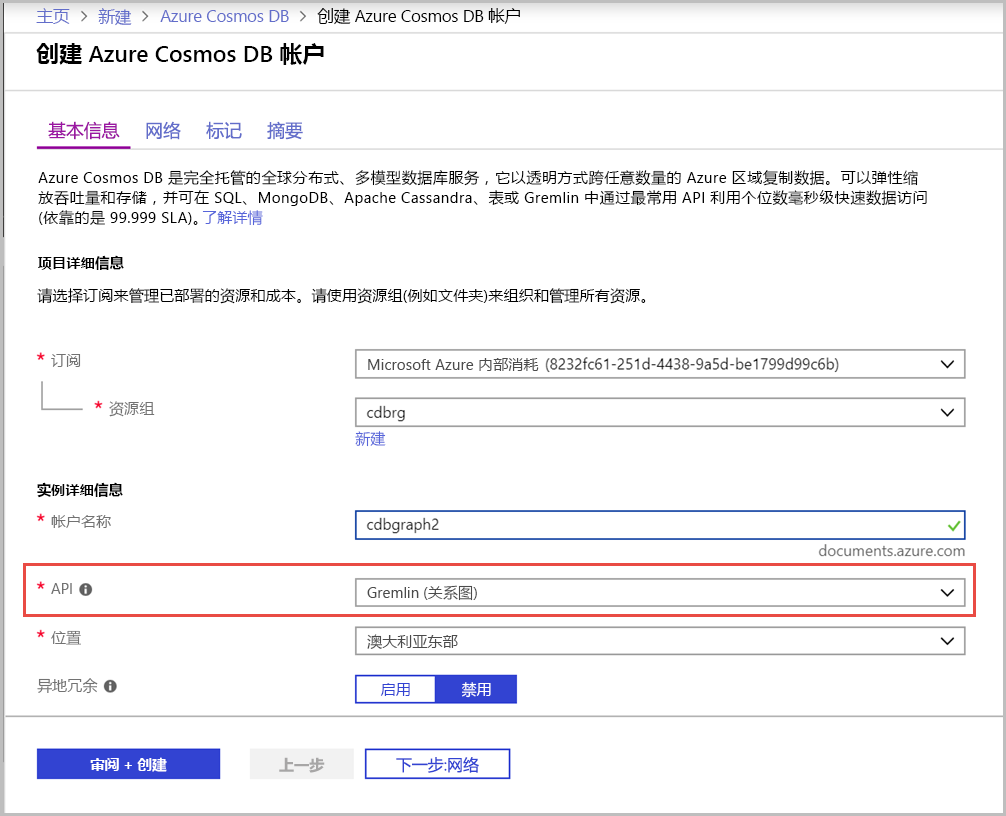 主页 > 新建 > Azure Cosmos DB > 创建 Azure Cosmos DB 帐户
创建 Azure Cosmos DB 帐户
基本信息 网络 标记 摘要
Azure Cosmos DB 是完全托管的全球分布式、多模型数据库服务，它以透明方式跨任意数量的 Azure 区域复制数据。可以弹性缩
放吞吐量和存储，并可在 SQL、MongoDB、Apache Cassandra、表或 Gremlin 中通过最常用 API 利用个位数毫秒级快速数据访问
(依靠的是 99.999 SLA)。了解详情
项目详细信息
请选择订阅来管理已部署的资源和成本。请使用资源组(例如文件夹)来组织和管理所有资源。
* 订阅 Microsoft Azure 内部消耗 (8232fc61-251d-4438-9a5d-be1799d99c6b)
* 资源组 cdbrg
新建
实例详细信息
* 帐户名称 cdbgraph2
documents.azure.com
* API Gremlin (关系图)
* 位置 澳大利亚东部
异地冗余 启用 禁用
审阅 + 创建 上一步 下一步:网络